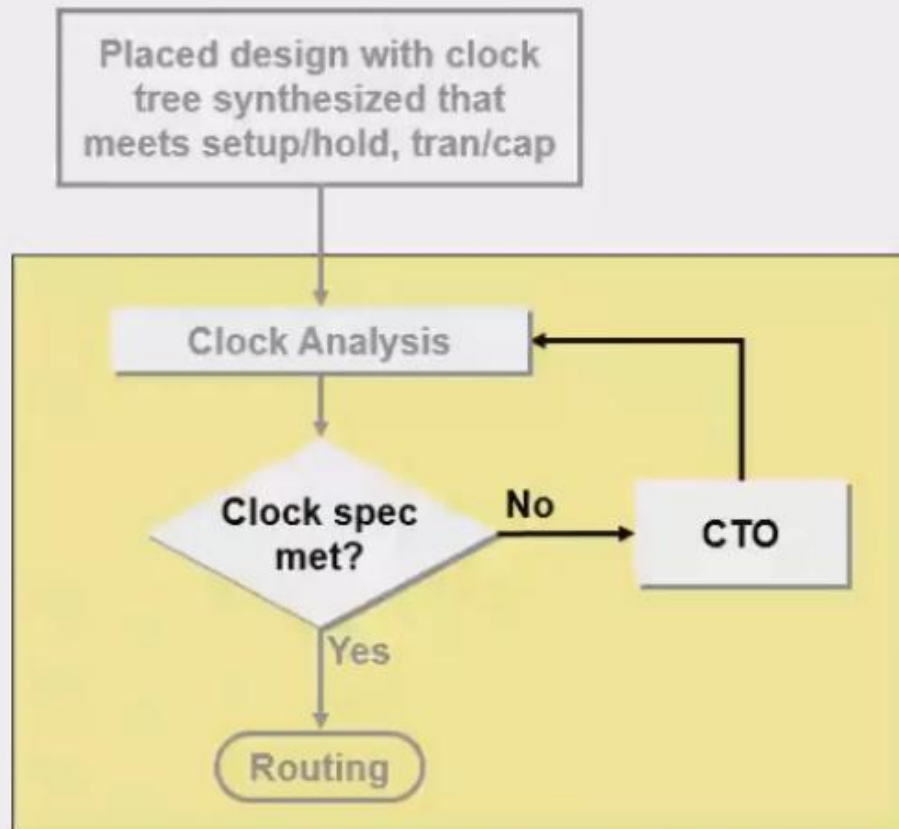 Placed design with clock
tree synthesized that
meets setup/hold, tran/cap
Clock Analysis
Clock spec
met?
No
CTO
Yes
Routing